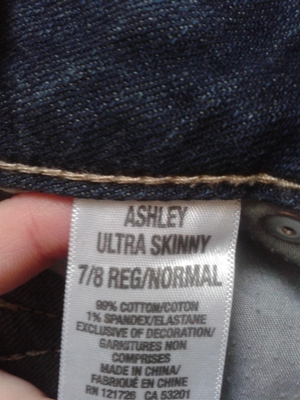 ASHLEY
ULTRA SKINNY
7/8 REG/NORMAL
99% COTTON/COTON
1% SPANDEX/ELASTANE
EXCLUSIVE OF DECORATION/
GARNITURES NON
COMPRISES
MADE IN CHINA/
FABRIQUÉ EN CHINE
RN 121726 CA 53201